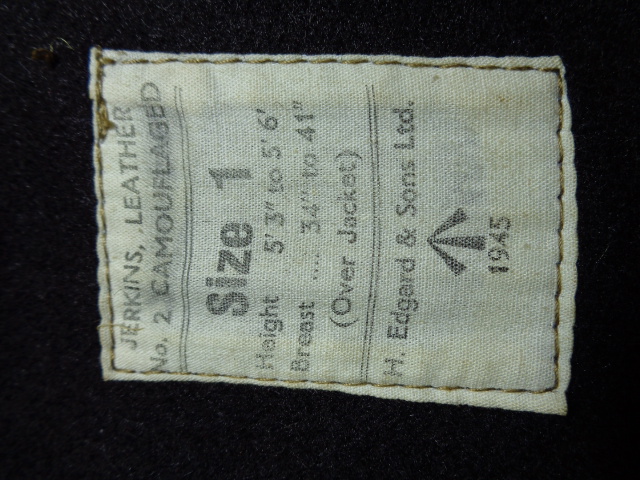 JERKINS, LEATHER
No. 2 CAMOUFLAGED
Size 1
Height 5' 3" to 5' 6'
Breast .... 34" to 41"
(Over Jacket)
H. Edgard & Sons Ltd.
1945